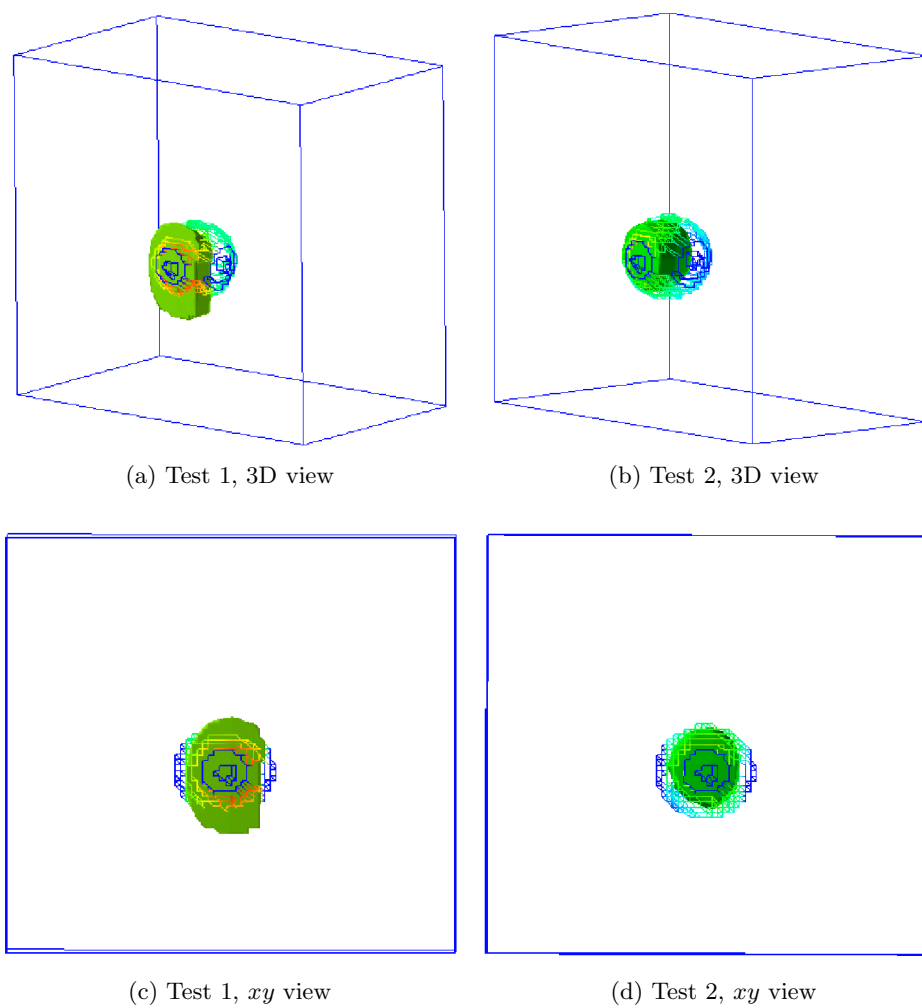 (a) Test 1, 3D view
(b) Test 2, 3D view
(c) Test 1, xy view
(d) Test 2, xy view